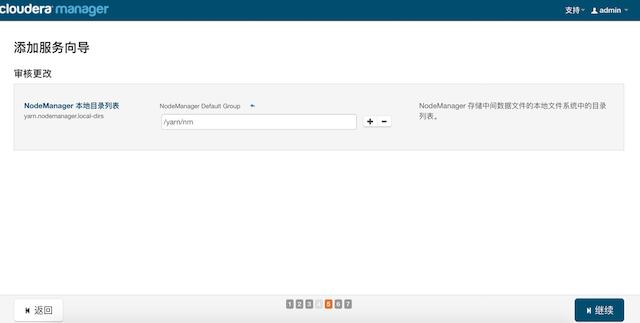 cloudera manager
支持
admin
添加服务向导
审核更改
NodeManager 本地目录列表
yarn.nodemanager.local-dirs
NodeManager Default Group
/yarn/nm
NodeManager 存储中间数据文件的本地文件系统中的目录
列表。
返回
1 2 3 4 5 6 7
继续